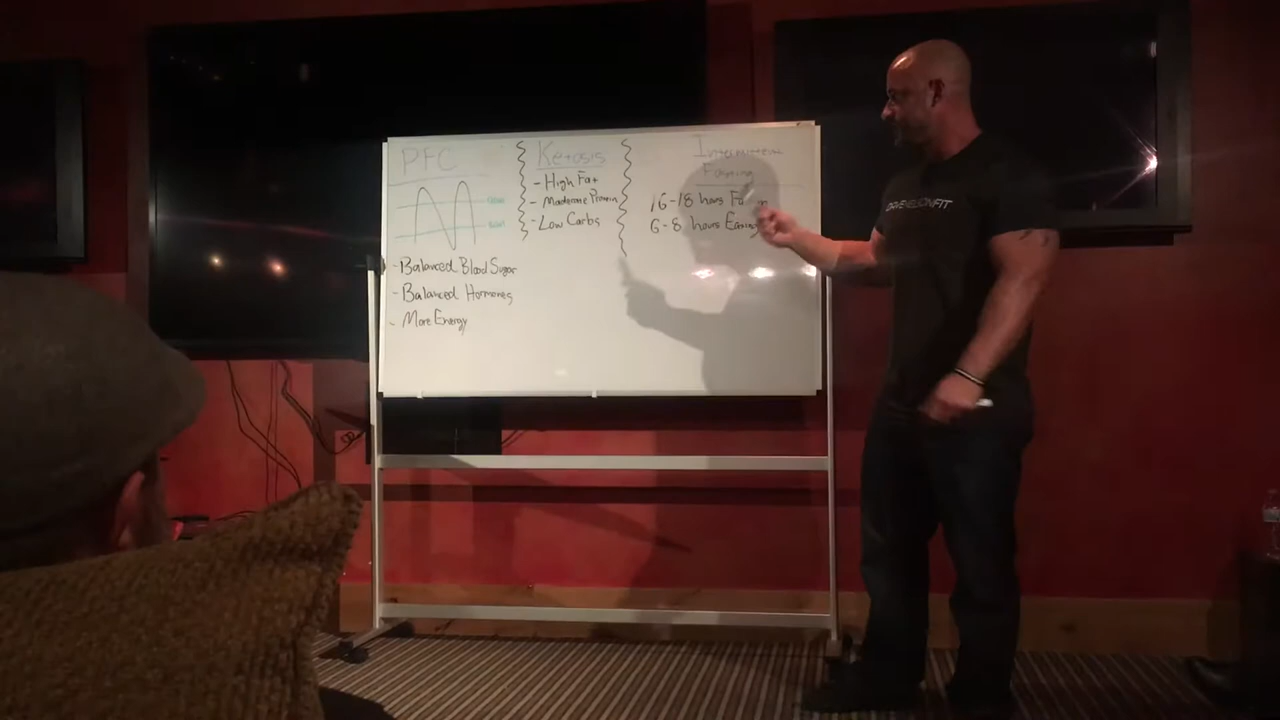 PFC
- Balanced Blood Sugar
- Balanced Hormones
- More Energy
Ketosis
- High Fat
- Moderate Protein
- Low Carbs
Intermittent
Fasting
16-18 hours
6-8 hours Eating